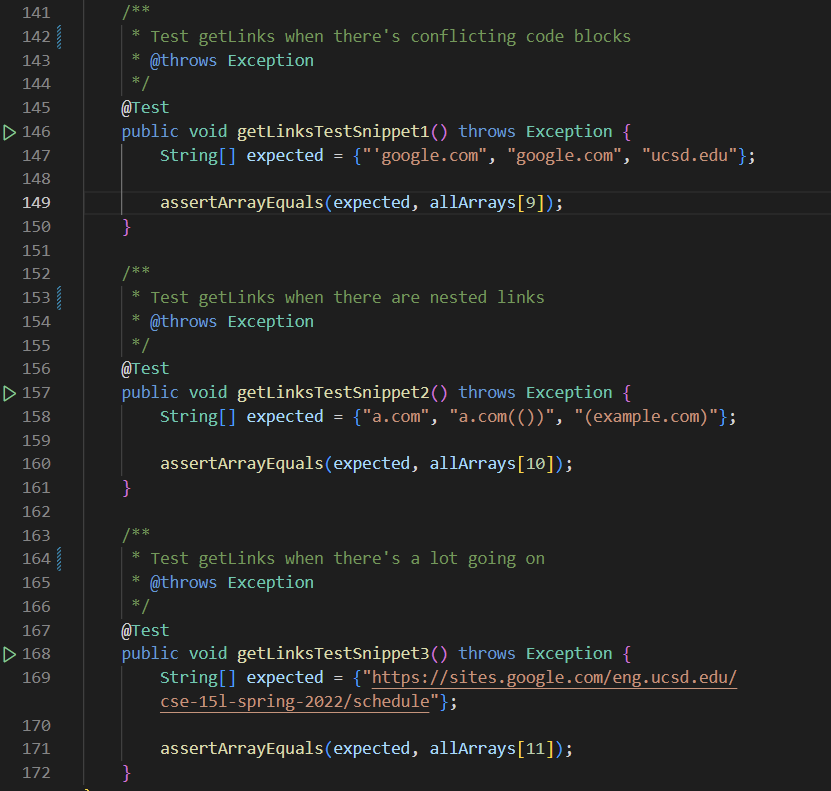 141 /**
142 * Test getLinks when there's conflicting code blocks
143 * @throws Exception
144 */
145 @Test
146 public void getLinksTestSnippet1() throws Exception {
147 String[] expected = {"'google.com", "google.com", "ucsd.edu"};
148
149 assertArrayEquals(expected, allArrays[9]);
150 }
151
152 /**
153 * Test getLinks when there are nested links
154 * @throws Exception
155 */
156 @Test
157 public void getLinksTestSnippet2() throws Exception {
158 String[] expected = {"a.com", "a.com(())", "(example.com)"};
159
160 assertArrayEquals(expected, allArrays[10]);
161 }
162
163 /**
164 * Test getLinks when there's a lot going on
165 * @throws Exception
166 */
167 @Test
168 public void getLinksTestSnippet3() throws Exception {
169 String[] expected = {"https://sites.google.com/eng.ucsd.edu/
cse-15l-spring-2022/schedule"};
170
171 assertArrayEquals(expected, allArrays[11]);
172 }